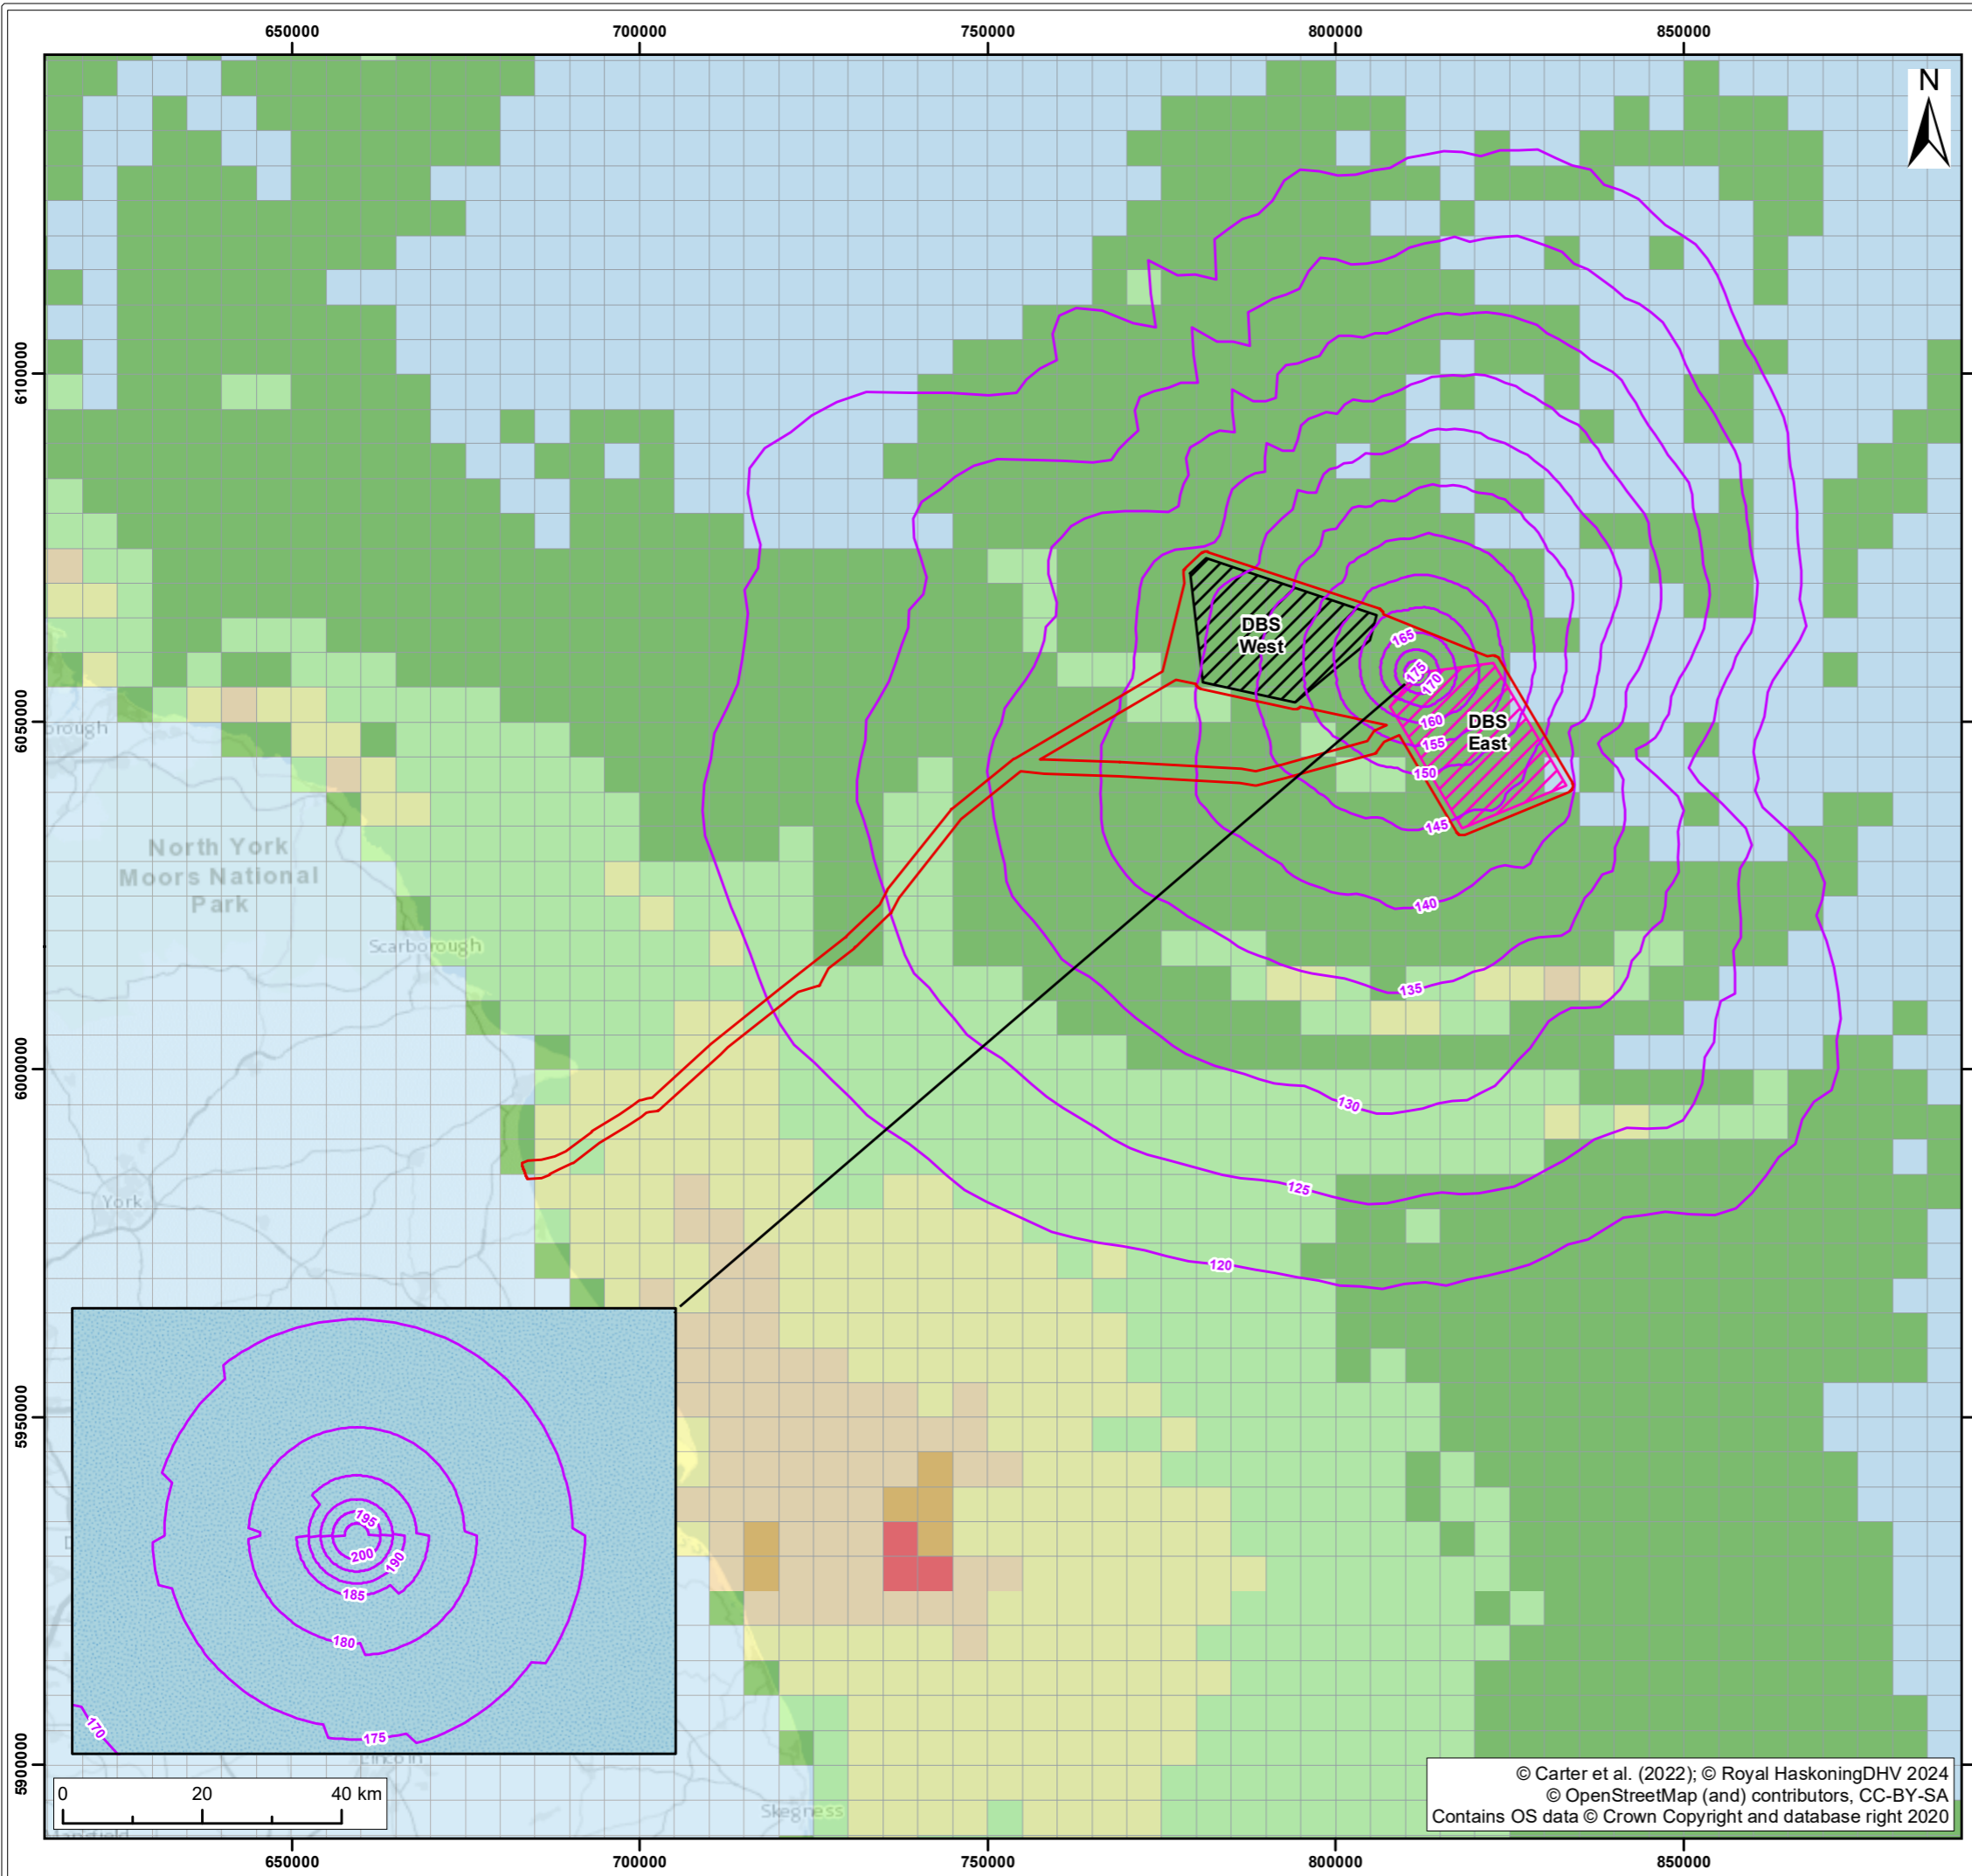 650000 700000 750000 800000 850000
N
6100000
6050000
6000000
5950000
5900000
165
175
170
DBS
West
160
DBS
East
155
150
145
140
135
130
125
120
North York
Moors National
Park
Scarborough
York
195
200
190
185
180
175
170
Lincoln
Skegness
0 20 40 km
© Carter et al. (2022); © Royal HaskoningDHV 2024
© OpenStreetMap (and) contributors, CC-BY-SA
Contains OS data © Crown Copyright and database right 2020
650000 700000 750000 800000 850000